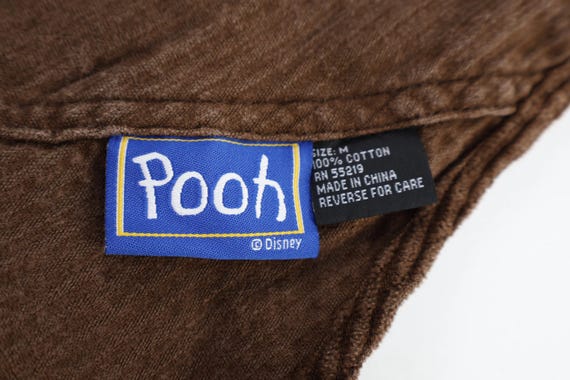 Pooh
© Disney
SIZE: M
100% COTTON
RN 55219
MADE IN CHINA
REVERSE FOR CARE